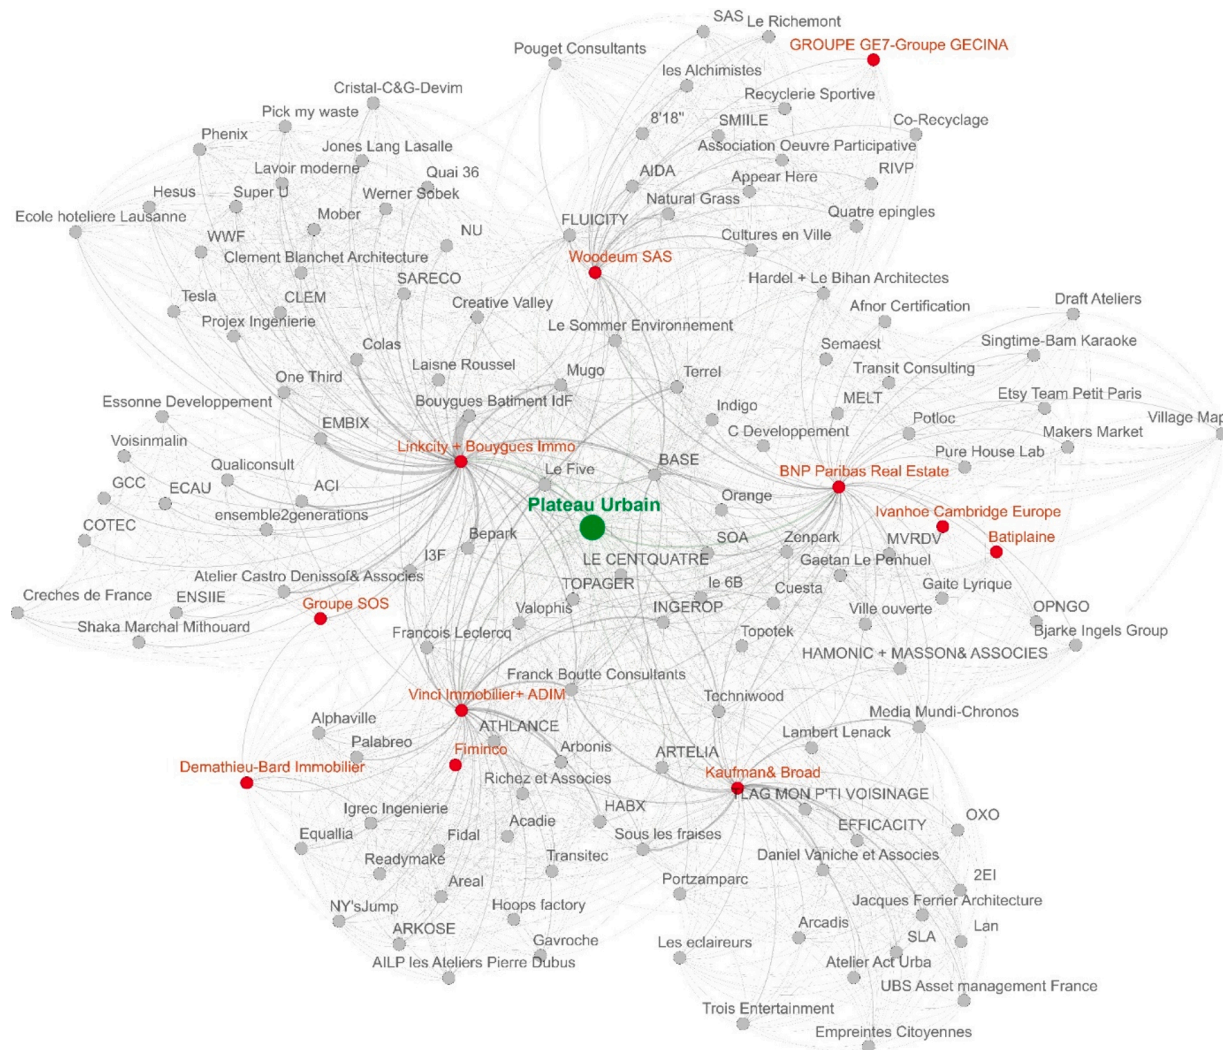 SAS
Le Richemont
GROUPE GE7-Groupe GECINA
Pouget Consultants
les Alchimistes
Cristal-C&G-Devim
Recyclerie Sportive
Pick my waste
8'18"
SMIILE
Co-Recyclage
Phenix
Jones Lang Lasalle
Association Oeuvre Participative
Lavoir moderne
Quai 36
AIDA
Appear Here
RIVP
Hesus
Super U
Werner Sobek
Natural Grass
Ecole hoteliere Lausanne
Mober
FLUICITY
Quatre epingles
WWF
NU
Cultures en Ville
Clement Blanchet Architecture
Woodeum SAS
SARECO
Hardel + Le Bihan Architectes
Tesla
CLEM
Creative Valley
Afnor Certification
Draft Ateliers
Projex Ingenierie
Le Sommer Environnement
Colas
Semaest
Singtime-Bam Karaoke
Laisne Roussel
Mugo
Terrel
Transit Consulting
One Third
Bouygues Batiment IdF
Indigo
MELT
Etsy Team Petit Paris
Essonne Developpement
EMBIX
C Developpement
Potloc
Village Map
Voisinmalin
Linkcity + Bouygues Immo
Makers Market
Qualiconsult
Le Five
BASE
BNP Paribas Real Estate
Pure House Lab
GCC
ECAU
ACI
Plateau Urbain
Orange
Ivanhoe Cambridge Europe
COTEC
ensemble2generations
Bepark
SOA
Zenpark
MVRDV
Batiplaine
I3F
LE CENTQUATRE
Gaetan Le Penhuel
Atelier Castro Denissof& Associes
TOPAGER
le 6B
Cuesta
Gaite Lyrique
Creches de France
ENSIIE
Groupe SOS
Valophis
INGEROP
Ville ouverte
OPNGO
Shaka Marchal Mithouard
Francois Leclercq
Topotek
Bjarke Ingels Group
HAMONIC + MASSON& ASSOCIES
Franck Boutte Consultants
Vinci Immobilier+ ADIM
Techniwood
Media Mundi-Chronos
Alphaville
ATHLANCE
Lambert Lenack
Palabreo
Fiminco
Arbonis
ARTELIA
Demathieu-Bard Immobilier
Richez et Associes
Kaufman& Broad
FLAG MON P'TI VOISINAGE
Igrec Ingenierie
HABX
OXO
Equallia
Fidal
Acadie
Sous les fraises
EFFICACITY
Readymake
Transitec
Daniel Vaniche et Associes
Areal
Portzamparc
2EI
NY'sJump
Hoops factory
Jacques Ferrier Architecture
ARKOSE
Gavroche
Les eclaireurs
Arcadis
SLA
Lan
AILP les Ateliers Pierre Dubus
Atelier Act Urba
UBS Asset management France
Trois Entertainment
Empreintes Citoyennes